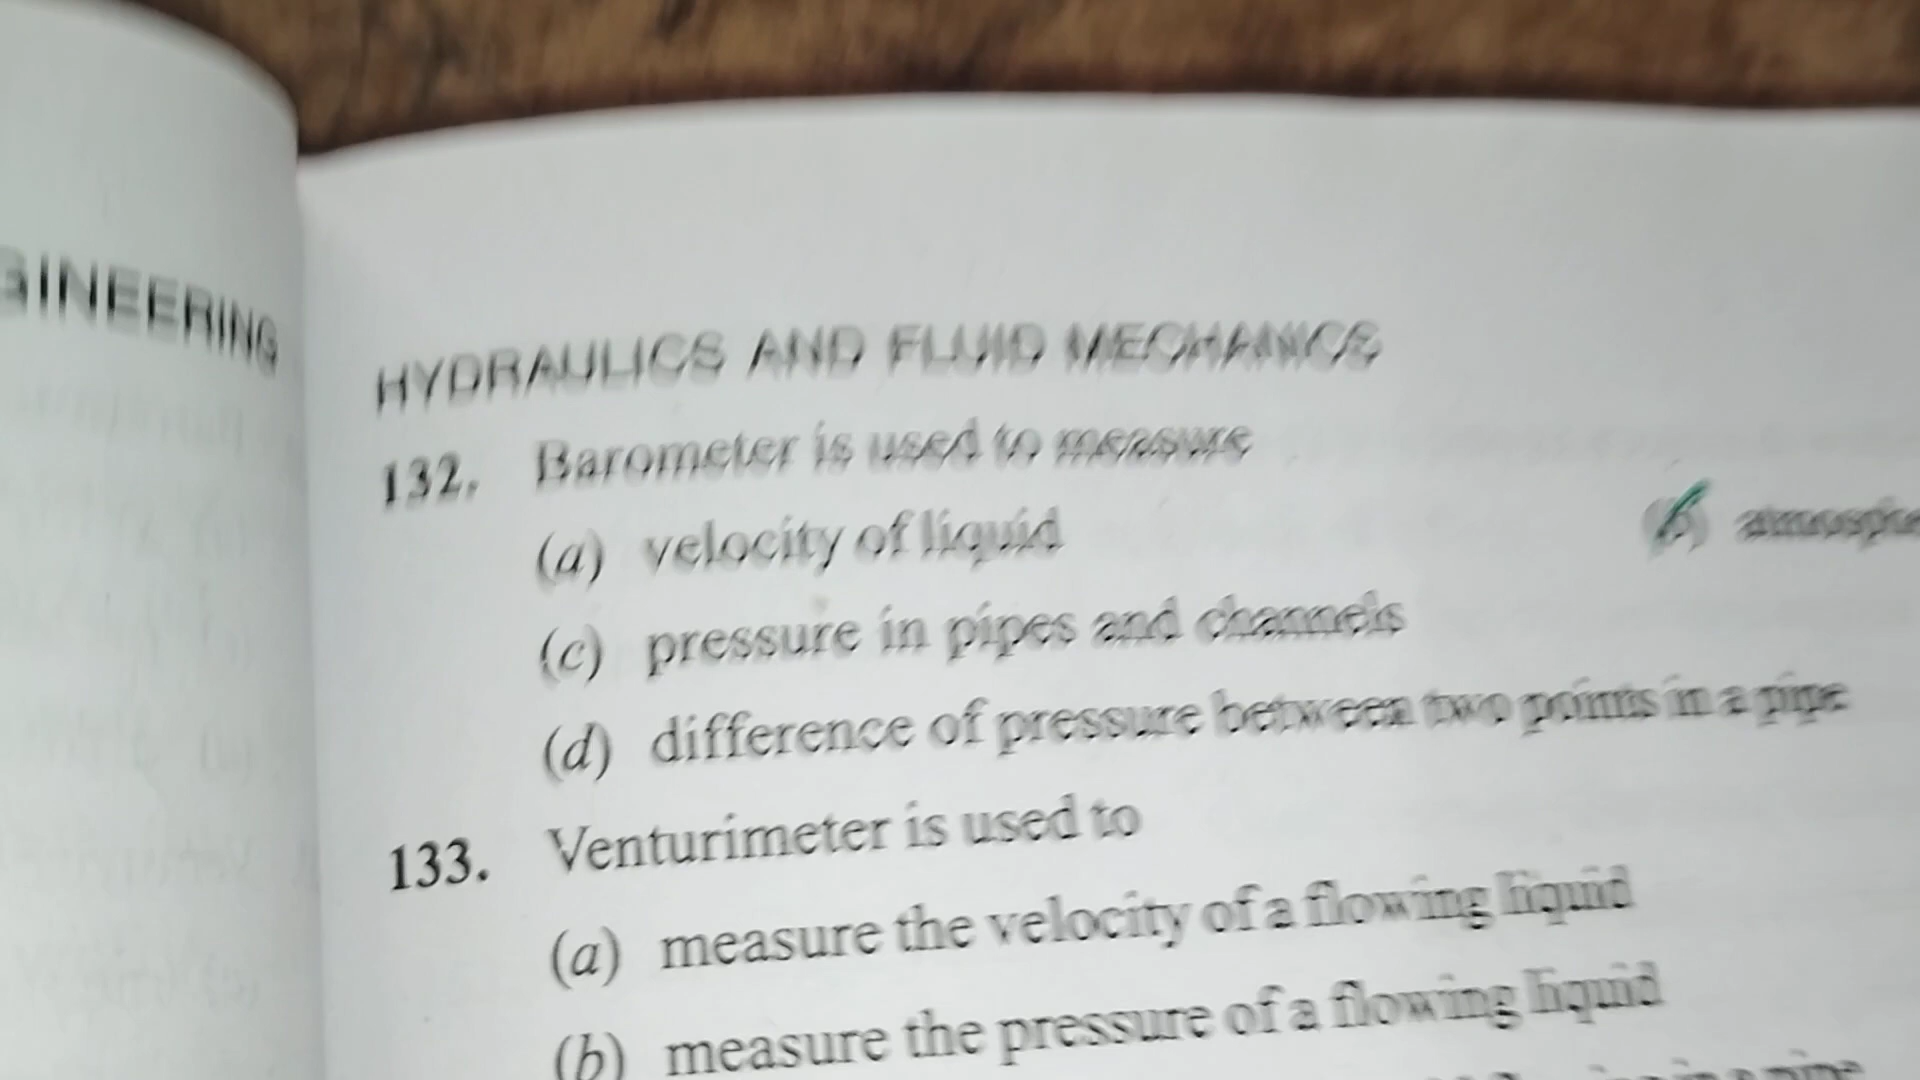 GINEERING
HYDRAULICS AND FLUID MECHANICS
132. Barometer is used to measure
(a) velocity of liquid (b) atmosphe
(c) pressure in pipes and channels
(d) difference of pressure between two points in a pipe
133. Venturimeter is used to
(a) measure the velocity of a flowing liquid
(b) measure the pressure of a flowing liquid